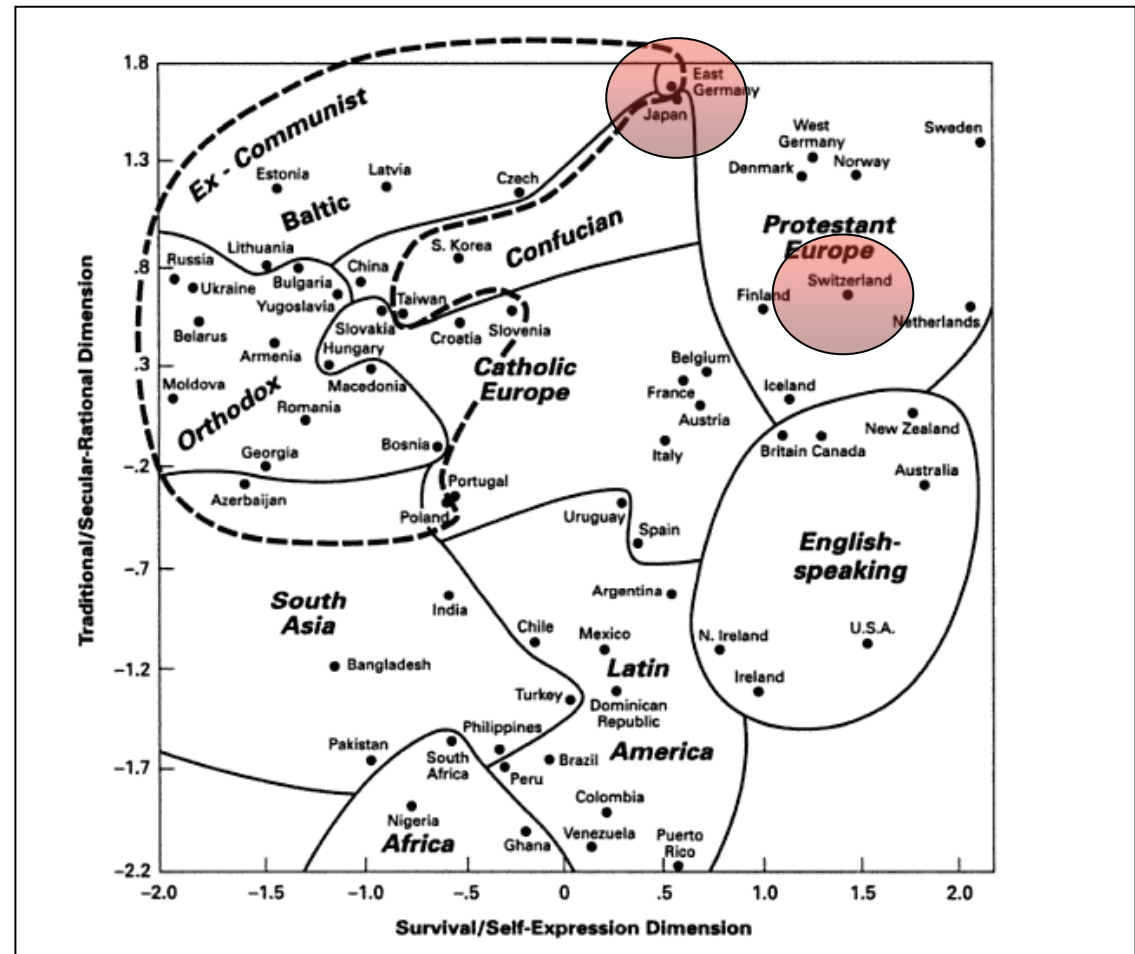 1.8
1.3
.8
.3
-.2
-.7
-1.2
-1.7
-2.2
Traditional/Secular-Rational Dimension
East
Germany
Japan
Ex - Communist
West
Germany
Sweden
Denmark
Norway
Estonia
Latvia
Czech
Baltic
Protestant
Europe
Confucian
S. Korea
Lithuania
Russia
China
Bulgaria
Ukraine
Yugoslavia
Taiwan
Switzerland
Finland
Netherlands
Belarus
Slovakia
Croatia
Slovenia
Armenia
Hungary
Catholic
Europe
Macedonia
Belgium
France
Austria
Moldova
Orthodox
Romania
Iceland
Italy
Bosnia
Georgia
Britain
Canada
New Zealand
Australia
Azerbaijan
Portugal
Poland
Uruguay
Spain
English-
speaking
South
Asia
India
Argentina
Chile
Mexico
N. Ireland
U.S.A.
Bangladesh
Latin
Ireland
Turkey
Dominican
Republic
Philippines
America
Pakistan
South
Africa
Brazil
Peru
Colombia
Nigeria
Africa
Ghana
Venezuela
Puerto
Rico
-2.0
-1.5
-1.0
-.5
0
.5
1.0
1.5
2.0
Survival/Self-Expression Dimension